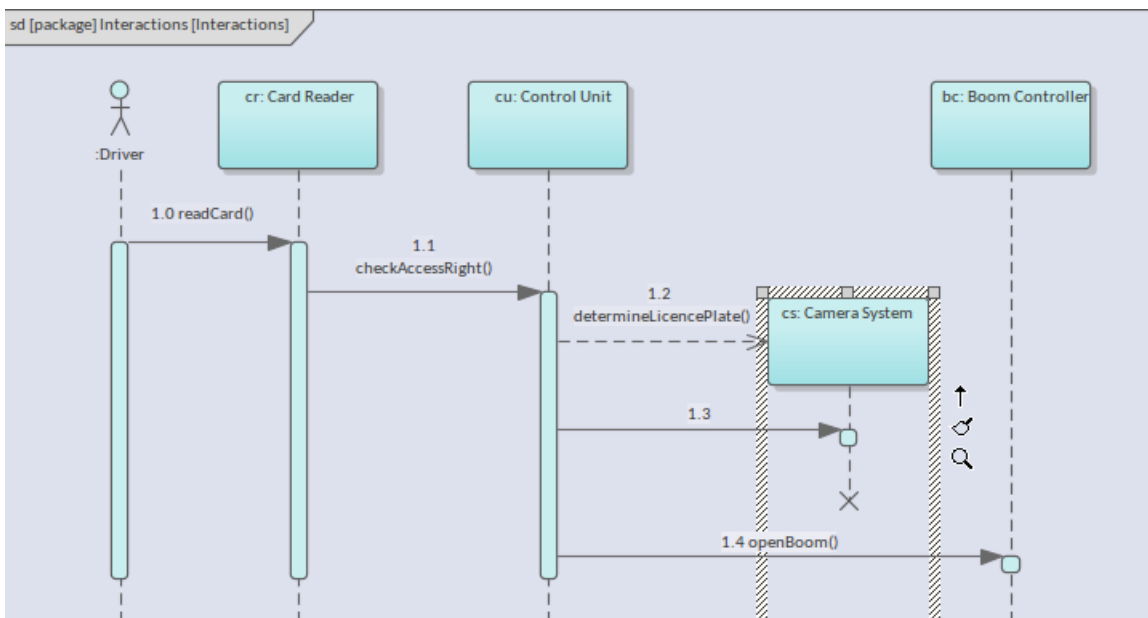 sd [package] Interactions [Interactions]
cr: Card Reader
cu: Control Unit
bc: Boom Controller
:Driver
1.0 readCard()
1.1
checkAccessRight()
1.2
determineLicencePlate()
cs: Camera System
1.3
1.4 openBoom()